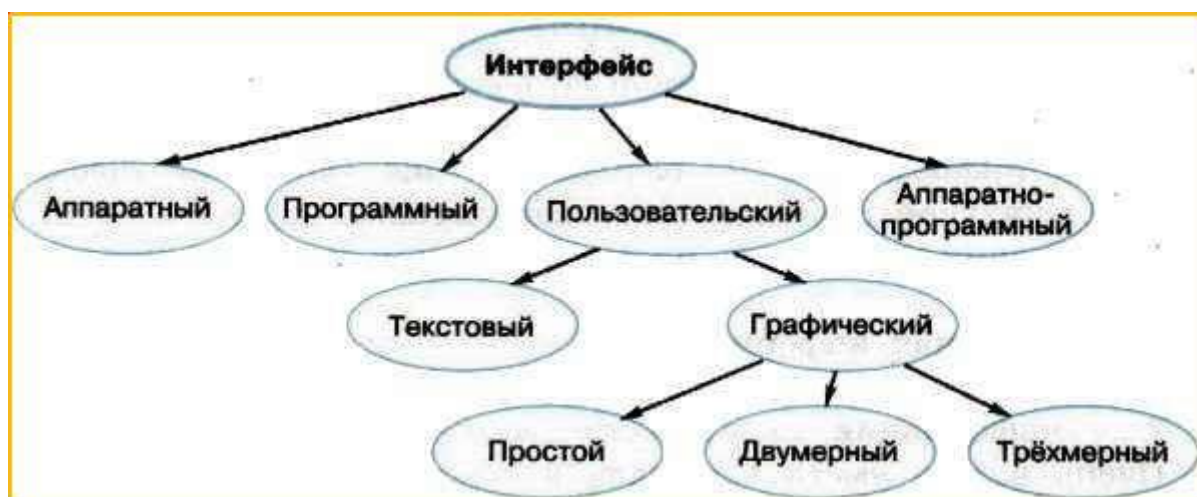 Интерфейс
Аппаратный
Программный
Пользовательский
Аппаратно-
программный
Текстовый
Графический
Простой
Двумерный
Трёхмерный